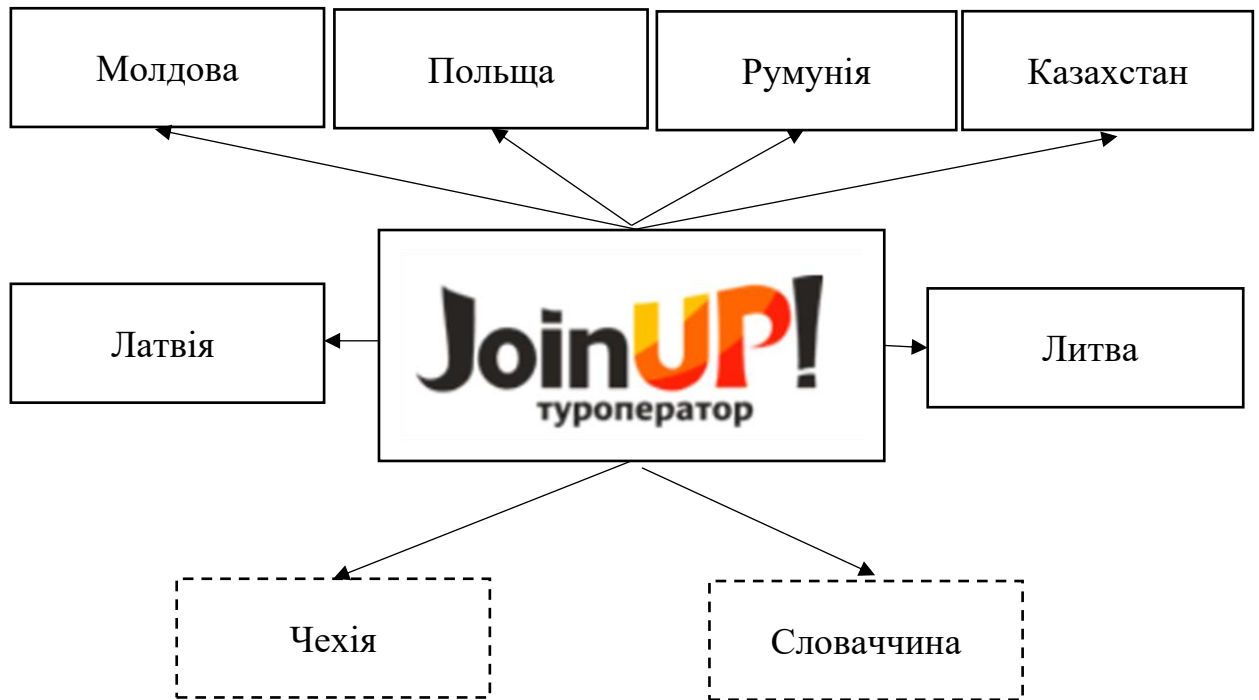 Молдова
Польща
Румунія
Казахстан
Латвія
JoinUP!
туроператор
Литва
Чехія
Словаччина